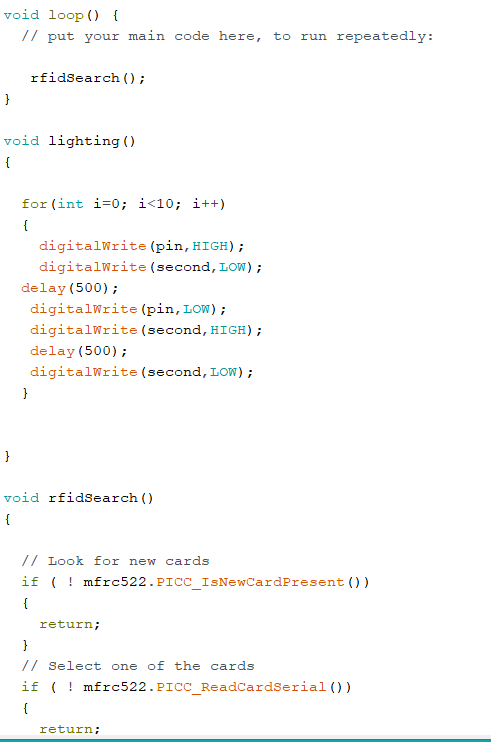 void loop() {
  // put your main code here, to run repeatedly:

   rfidSearch();
}

void lighting()
{

  for(int i=0; i<10; i++)
  {
    digitalWrite(pin,HIGH);
    digitalWrite(second,LOW);
  delay(500);
   digitalWrite(pin,LOW);
   digitalWrite(second,HIGH);
   delay(500);
   digitalWrite(second,LOW);
  }


}

void rfidSearch()
{

  // Look for new cards
  if ( ! mfrc522.PICC_IsNewCardPresent())
  {
    return;
  }
  // Select one of the cards
  if ( ! mfrc522.PICC_ReadCardSerial())
  {
    return;